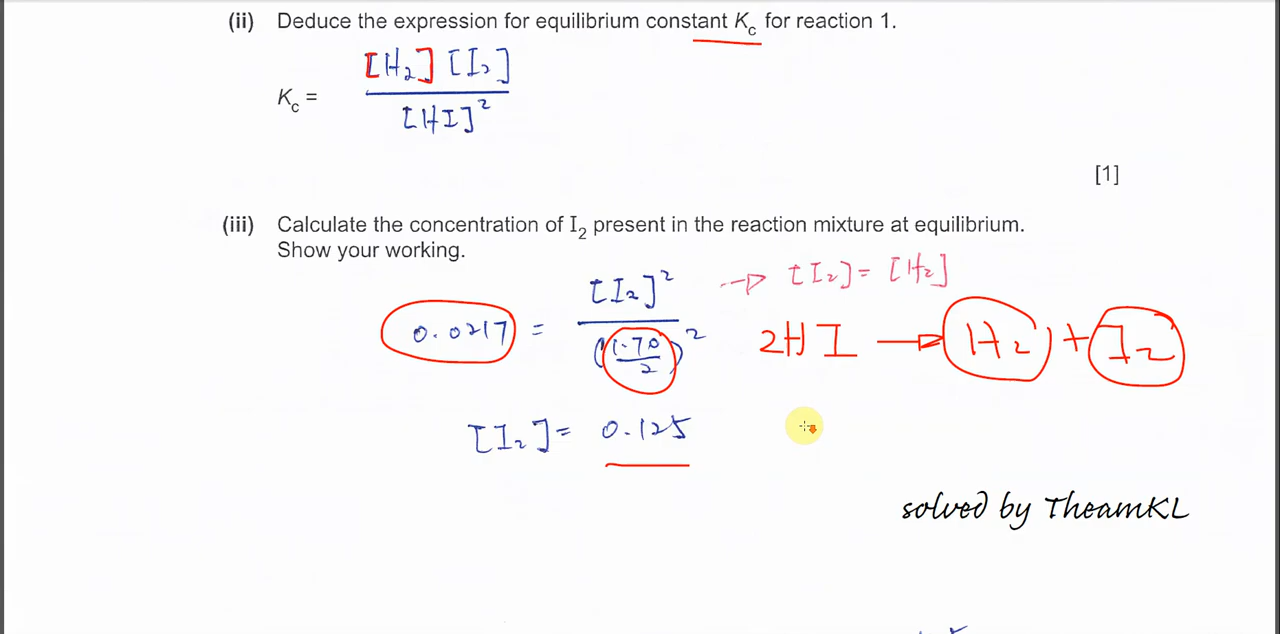 (ii) Deduce the expression for equilibrium constant Kc for reaction 1.
[H2] [I2]
Kc =
[HI]²
[1]
(iii) Calculate the concentration of I2 present in the reaction mixture at equilibrium.
Show your working.
[I2]² → [I2] = [H2]
0.0217 =
(1.70/2)² 2HI → H2 + I2
[I2] = 0.125
solved by TheamKL